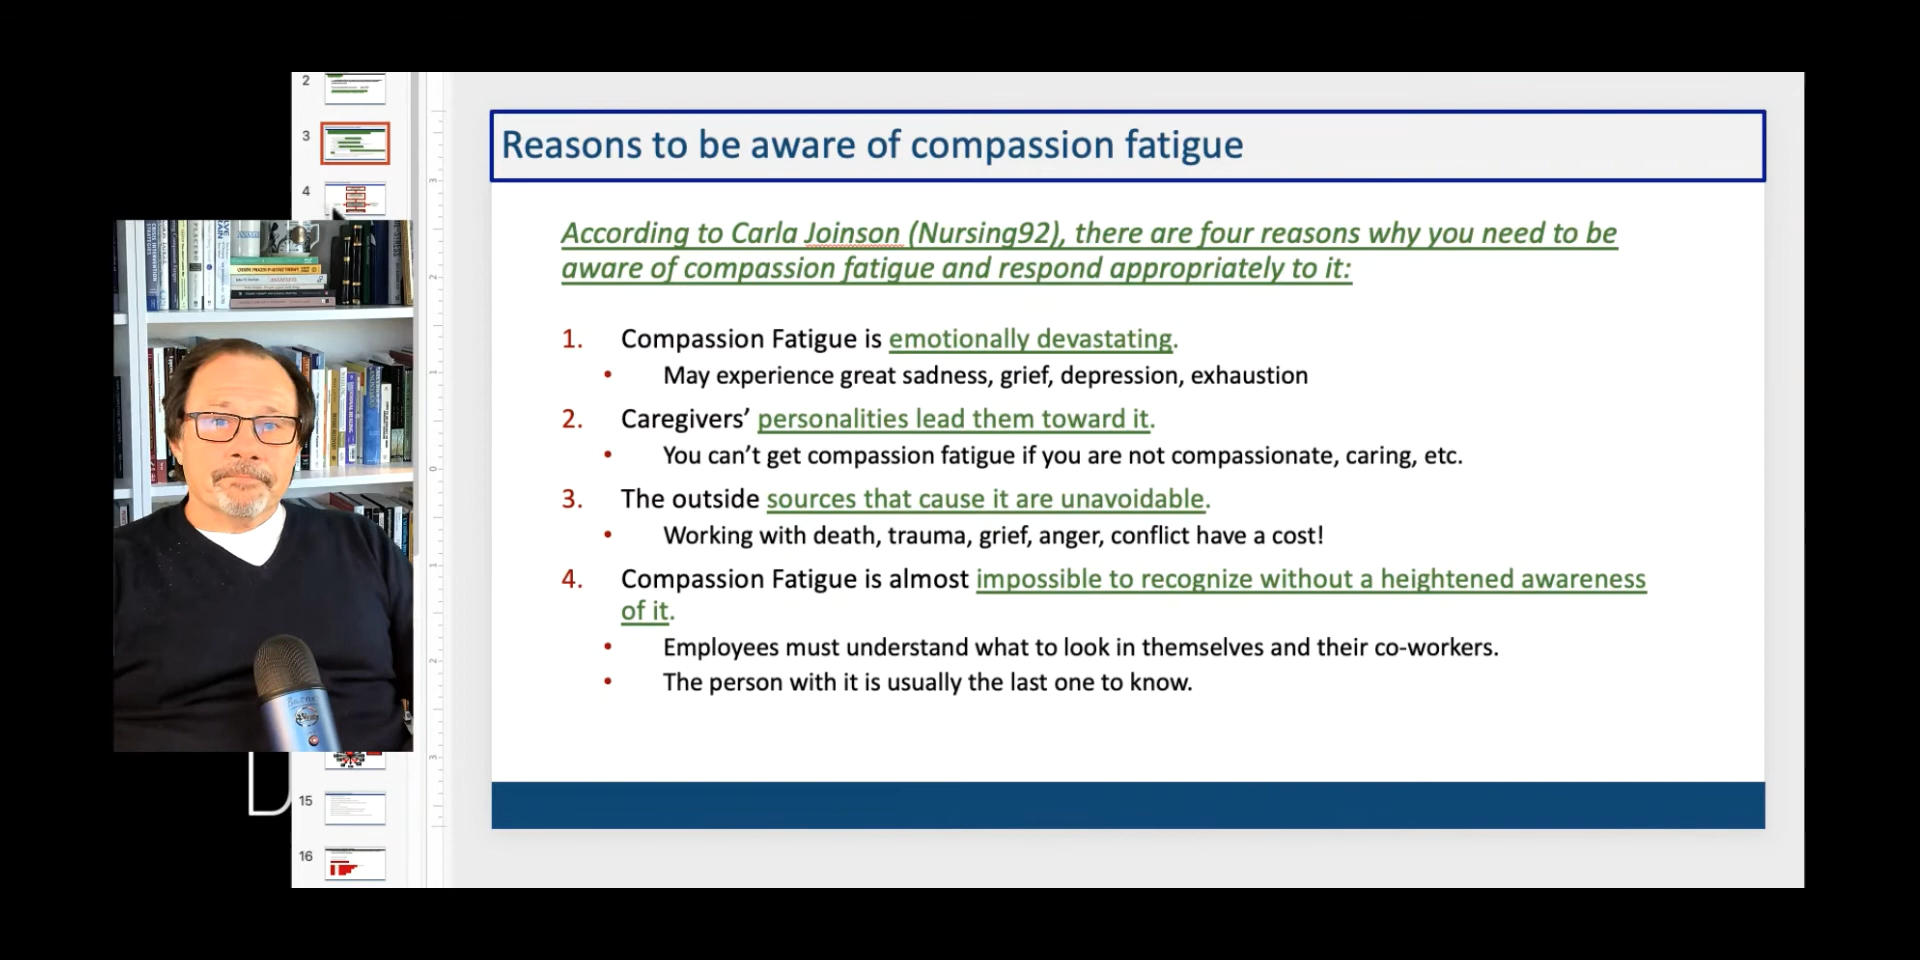 2
3
4
15
16
Reasons to be aware of compassion fatigue
According to Carla Joinson (Nursing92), there are four reasons why you need to be
aware of compassion fatigue and respond appropriately to it:
1. Compassion Fatigue is emotionally devastating.
• May experience great sadness, grief, depression, exhaustion
2. Caregivers’ personalities lead them toward it.
• You can’t get compassion fatigue if you are not compassionate, caring, etc.
3. The outside sources that cause it are unavoidable.
• Working with death, trauma, grief, anger, conflict have a cost!
4. Compassion Fatigue is almost impossible to recognize without a heightened awareness
of it.
• Employees must understand what to look in themselves and their co-workers.
• The person with it is usually the last one to know.